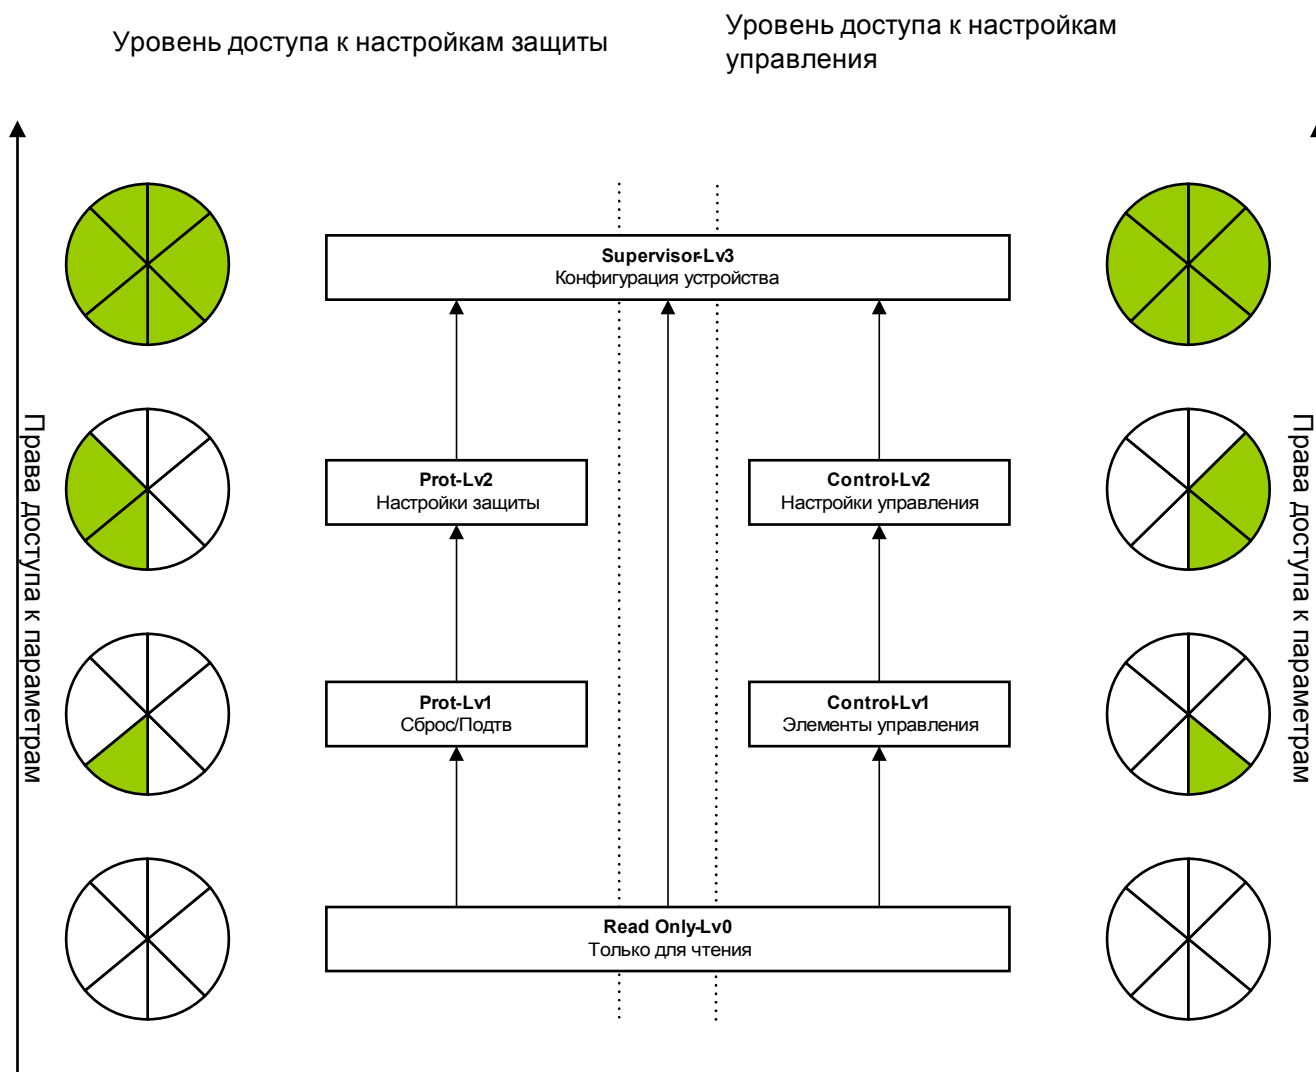 Уровень доступа к настройкам защиты
Уровень доступа к настройкам
управления
Supervisor-Lv3
Конфигурация устройства
Права доступа к параметрам
Права доступа к параметрам
Prot-Lv2
Настройки защиты
Control-Lv2
Настройки управления
Prot-Lv1
Сброс/Подтв
Control-Lv1
Элементы управления
Read Only-Lv0
Только для чтения